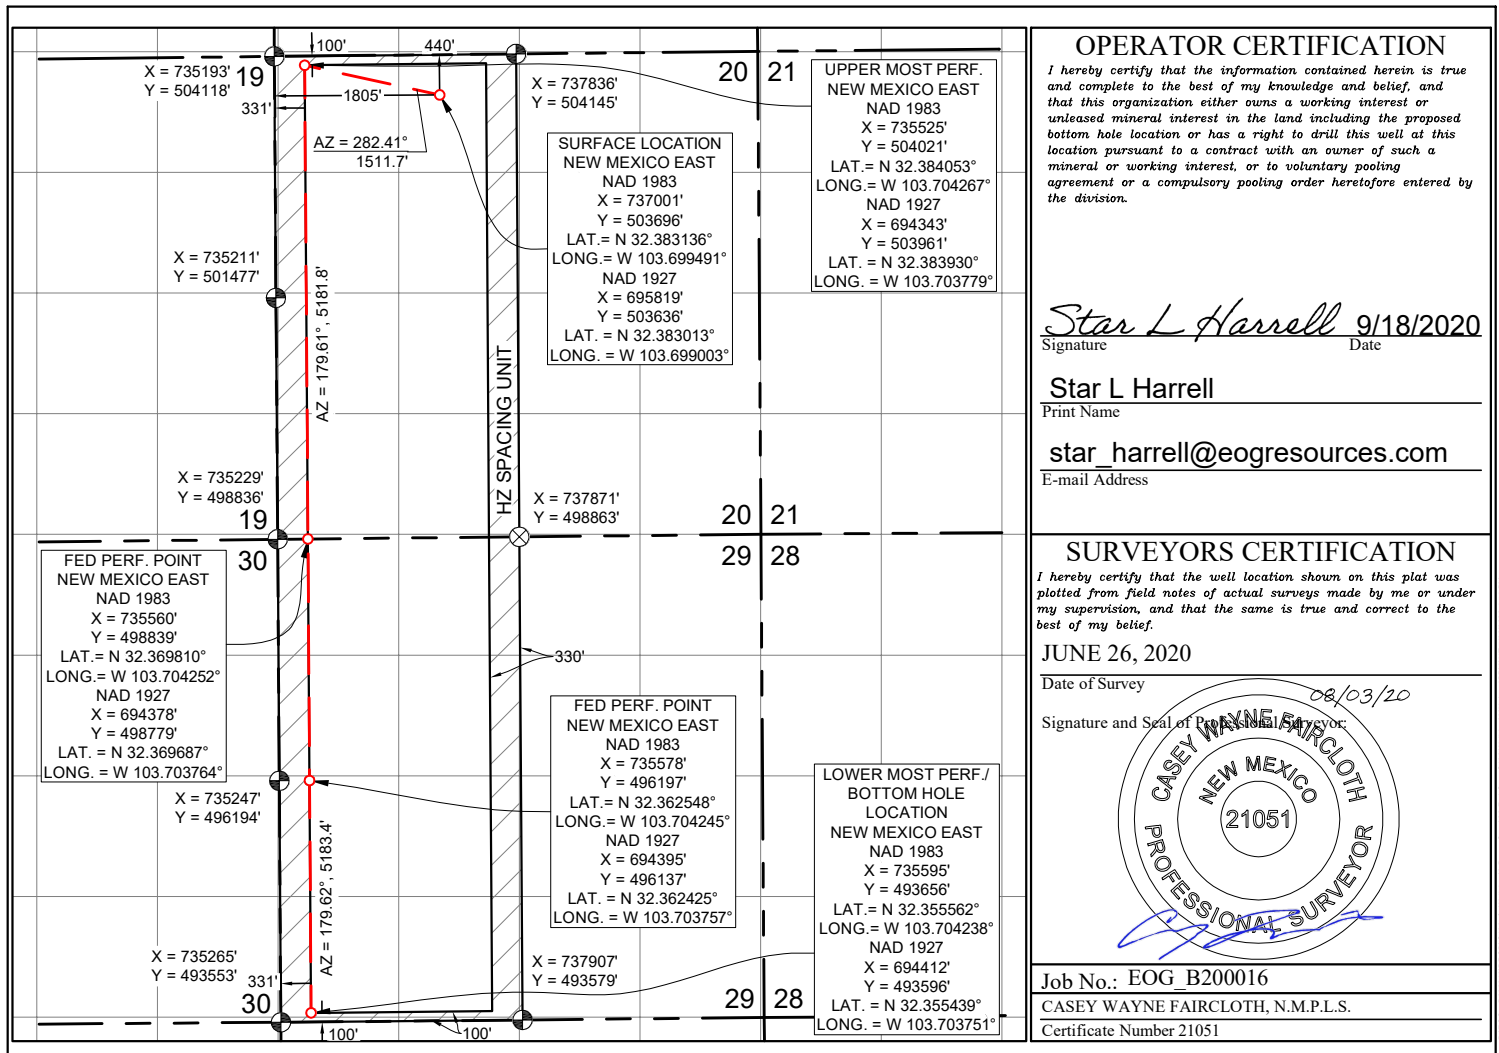 100'
440'
X = 735193'
Y = 504118'
19
331'
1805'
AZ = 282.41°
1511.7'
X = 737836'
Y = 504145'
20
21
UPPER MOST PERF.
NEW MEXICO EAST
NAD 1983
X = 735525'
Y = 504021'
LAT.= N 32.384053°
LONG.= W 103.704267°
NAD 1927
X = 694343'
Y = 503961'
LAT. = N 32.383930°
LONG. = W 103.703779°
SURFACE LOCATION
NEW MEXICO EAST
NAD 1983
X = 737001'
Y = 503696'
LAT.= N 32.383136°
LONG.= W 103.699491°
NAD 1927
X = 695819'
Y = 503636'
LAT. = N 32.383013°
LONG. = W 103.699003°
X = 735211'
Y = 501477'
AZ = 179.61°, 5181.8'
HZ SPACING UNIT
X = 735229'
Y = 498836'
19
30
X = 737871'
Y = 498863'
20
21
29
28
FED PERF. POINT
NEW MEXICO EAST
NAD 1983
X = 735560'
Y = 498839'
LAT.= N 32.369810°
LONG.= W 103.704252°
NAD 1927
X = 694378'
Y = 498779'
LAT. = N 32.369687°
LONG. = W 103.703764°
330'
FED PERF. POINT
NEW MEXICO EAST
NAD 1983
X = 735578'
Y = 496197'
LAT.= N 32.362548°
LONG.= W 103.704245°
NAD 1927
X = 694395'
Y = 496137'
LAT. = N 32.362425°
LONG. = W 103.703757°
X = 735247'
Y = 496194'
AZ = 179.62°, 5183.4'
LOWER MOST PERF./
BOTTOM HOLE
LOCATION
NEW MEXICO EAST
NAD 1983
X = 735595'
Y = 493656'
LAT.= N 32.355562°
LONG.= W 103.704238°
NAD 1927
X = 694412'
Y = 493596'
LAT. = N 32.355439°
LONG. = W 103.703751°
X = 735265'
Y = 493553'
331'
30
X = 737907'
Y = 493579'
29
28
100'
100'
OPERATOR CERTIFICATION
I hereby certify that the information contained herein is true
and complete to the best of my knowledge and belief, and
that this organization either owns a working interest or
unleased mineral interest in the land including the proposed
bottom hole location or has a right to drill this well at this
location pursuant to a contract with an owner of such a
mineral or working interest, or to voluntary pooling
agreement or a compulsory pooling order heretofore entered by
the division.
Star L Harrell 9/18/2020
Signature Date
Star L Harrell
Print Name
star_harrell@eogresources.com
E-mail Address
SURVEYORS CERTIFICATION
I hereby certify that the well location shown on this plat was
plotted from field notes of actual surveys made by me or under
my supervision, and that the same is true and correct to the
best of my belief.
JUNE 26, 2020
Date of Survey
08/03/20
Signature and Seal of Professional Surveyor:
CASEY WAYNE FAIRCLOTH
NEW MEXICO
21051
PROFESSIONAL SURVEYOR
Job No.: EOG_B200016
CASEY WAYNE FAIRCLOTH, N.M.P.L.S.
Certificate Number 21051